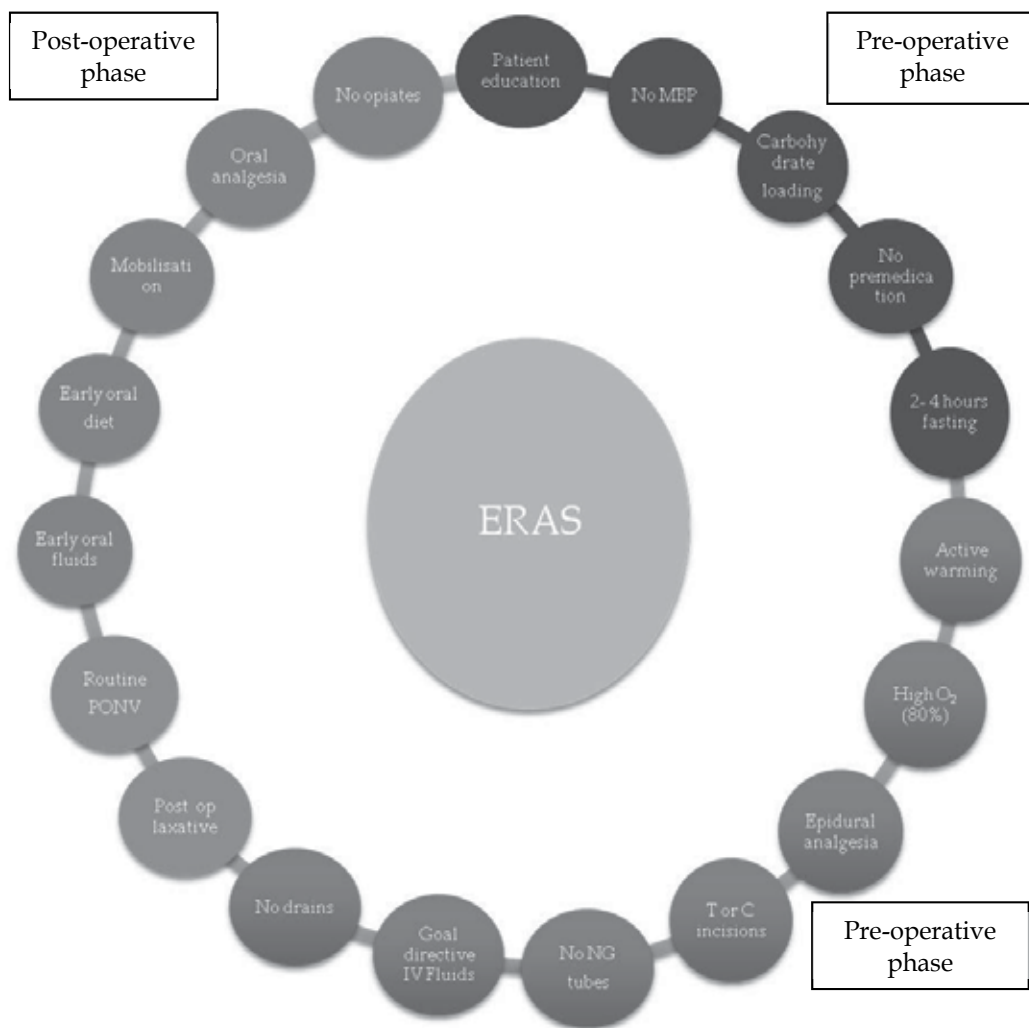 Post-operative
phase
Pre-operative
phase
Patient
education
No MBP
Carbohy
drate
loading
No
premedica
tion
2- 4 hours
fasting
Active
warming
High O₂
(80%)
Epidural
analgesia
T or C
incisions
No NG
tubes
Goal
directive
IV Fluids
No drains
Post op
laxative
Routine
PONV
Early oral
fluids
Early oral
diet
Mobilisati
on
Oral
analgesia
No opiates
ERAS
Pre-operative
phase